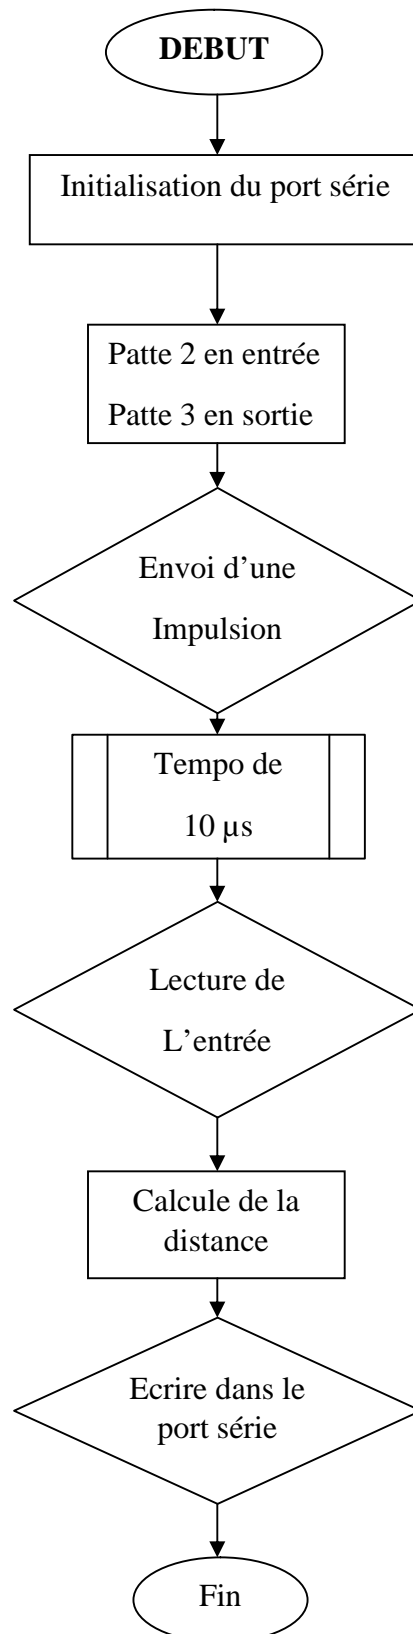 DEBUT
Initialisation du port série
Patte 2 en entrée
Patte 3 en sortie
Envoi d’une
Impulsion
Tempo de
10 µs
Lecture de
L’entrée
Calcule de la
distance
Ecrire dans le
port série
Fin